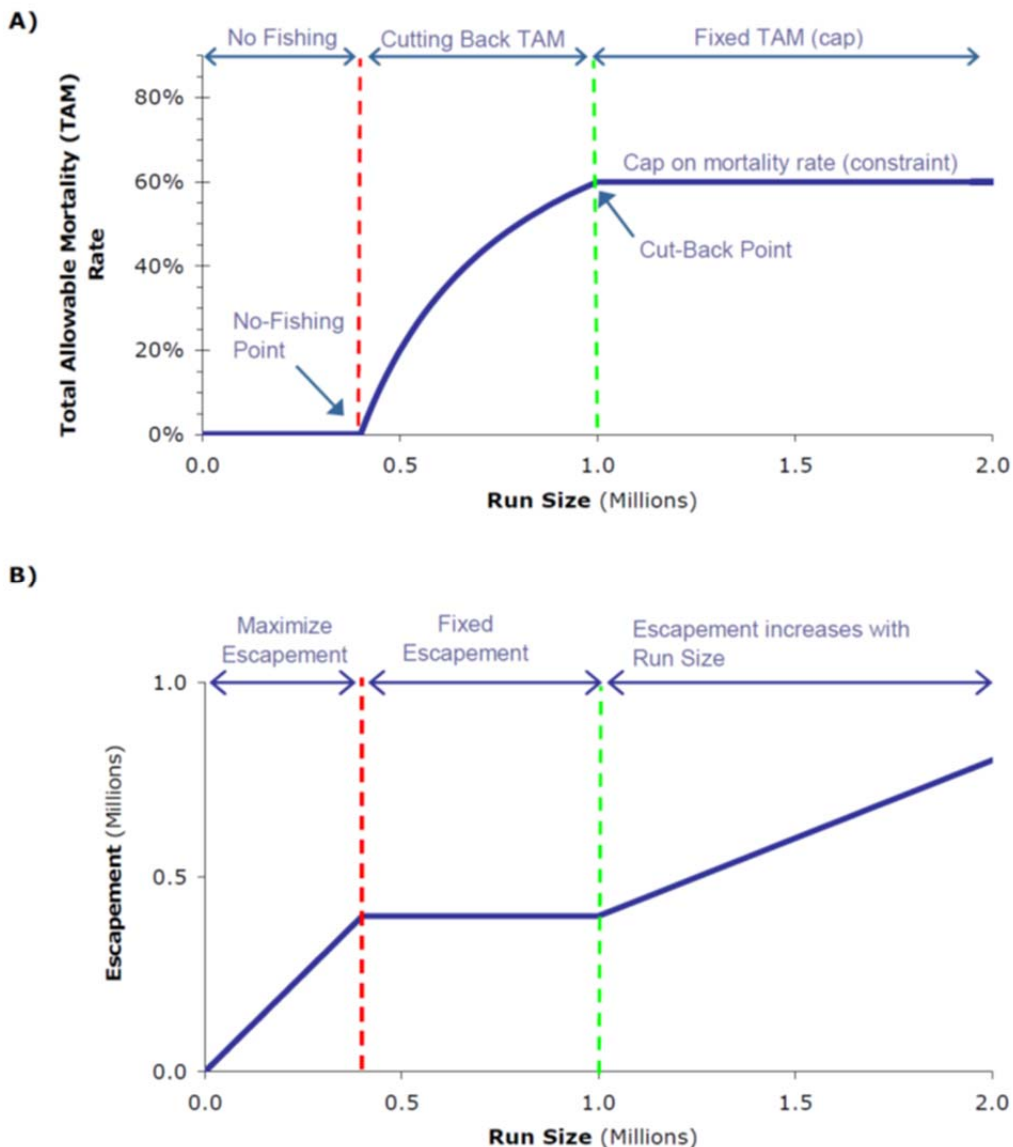 A)
No Fishing
Cutting Back TAM
Fixed TAM (cap)
Total Allowable Mortality (TAM)
Rate
80%
60%
40%
20%
0%
Cap on mortality rate (constraint)
Cut-Back Point
No-Fishing
Point
0.0
0.5
1.0
1.5
2.0
Run Size (Millions)
B)
Maximize
Escapement
Fixed
Escapement
Escapement increases with
Run Size
Escapement (Millions)
1.0
0.5
0.0
0.0
0.5
1.0
1.5
2.0
Run Size (Millions)